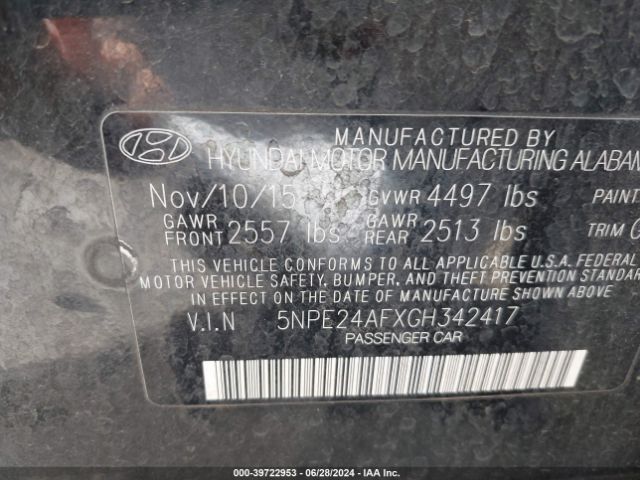 MANUFACTURED BY
HYUNDAI MOTOR MANUFACTURING ALABAM
Nov/10/15 GVWR 4497 lbs PAINT
GAWR FRONT 2557 lbs GAWR REAR 2513 lbs TRIM
THIS VEHICLE CONFORMS TO ALL APPLICABLE U.S.A. FEDERAL
MOTOR VEHICLE SAFETY, BUMPER, AND THEFT PREVENTION STANDAR
IN EFFECT ON THE DATE OF MANUFACTURE SHOWN ABOVE.
V.I.N 5NPE24AFXGH342417
PASSENGER CAR
000-39722953 - 06/28/2024 - IAA Inc.